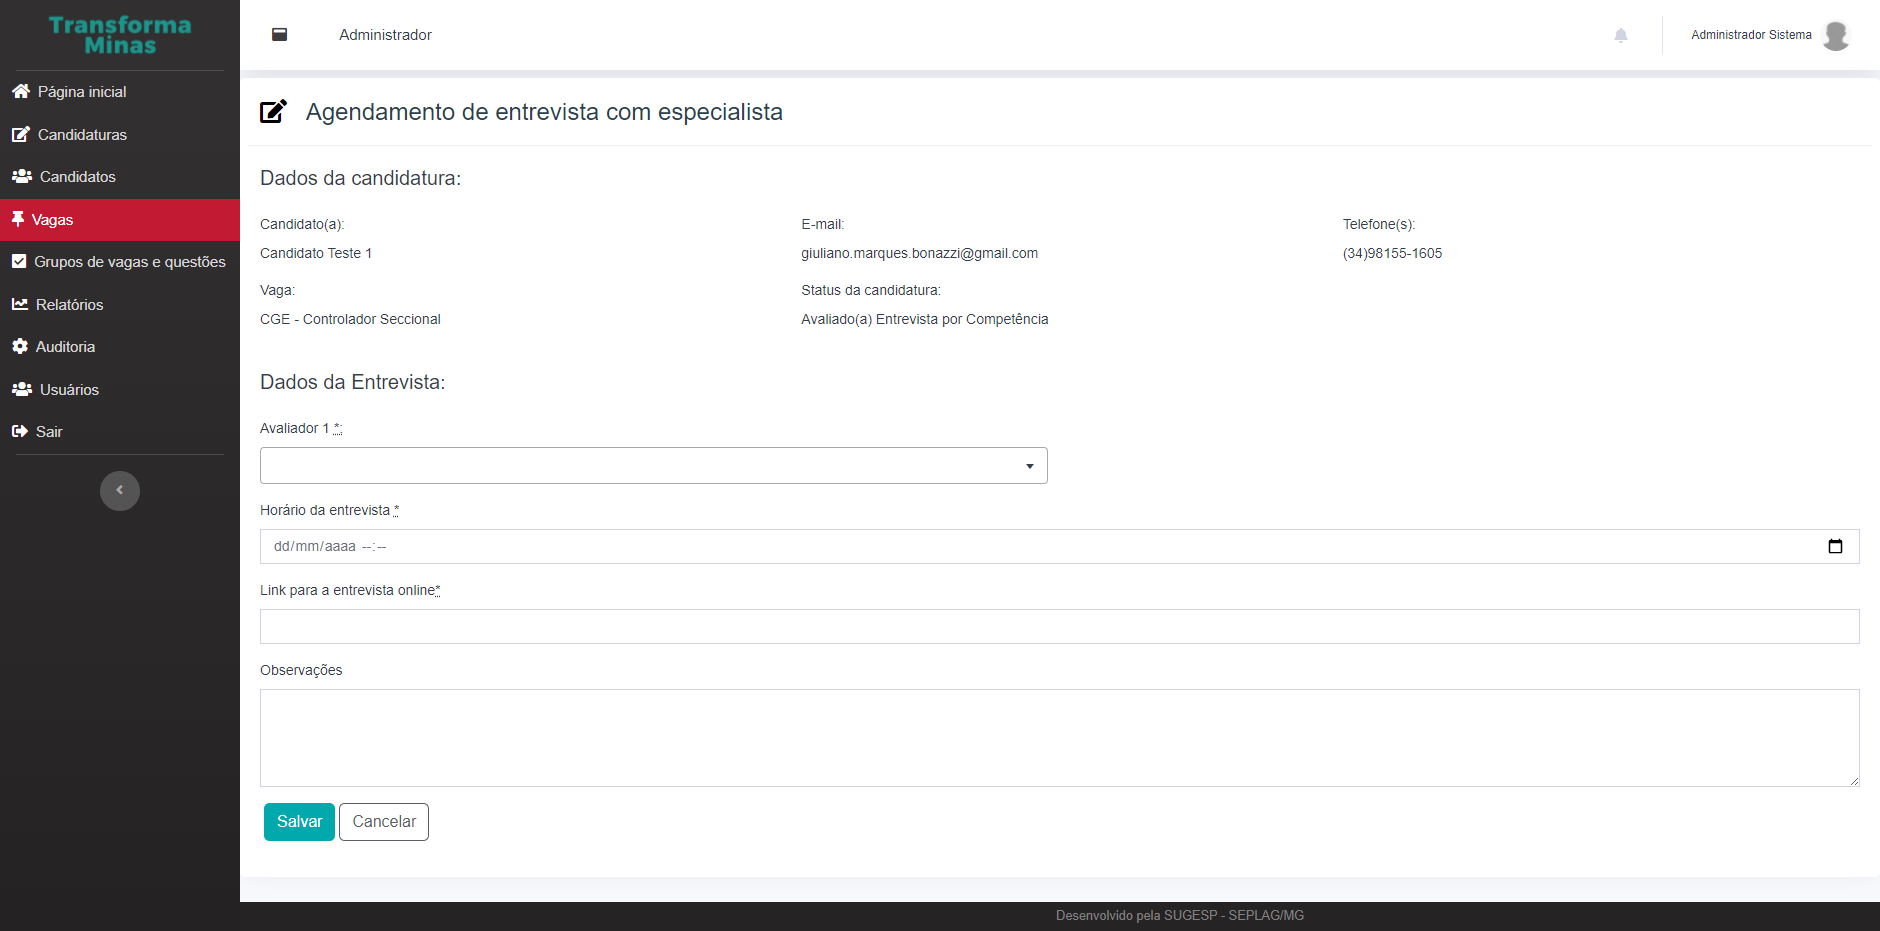 Transforma
Minas
Página inicial
Candidaturas
Candidatos
Vagas
Grupos de vagas e questões
Relatórios
Auditoria
Usuários
Sair
Administrador
Administrador Sistema
Agendamento de entrevista com especialista
Dados da candidatura:
Candidato(a): E-mail: Telefone(s):
Candidato Teste 1 giuliano.marques.bonazzi@gmail.com (34)98155-1605
Vaga: Status da candidatura:
CGE - Controlador Seccional Avaliado(a) Entrevista por Competência
Dados da Entrevista:
Avaliador 1 *:
Horário da entrevista *
dd/mm/aaaa --:--
Link para a entrevista online*
Observações
Salvar Cancelar
Desenvolvido pela SUGESP - SEPLAG/MG